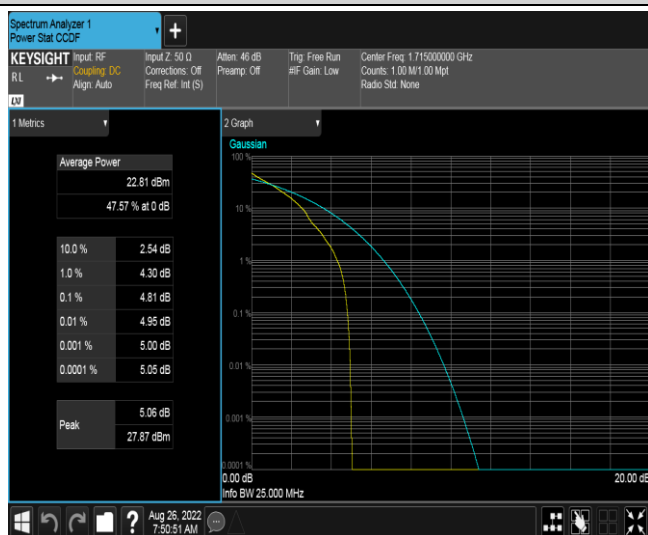 Spectrum Analyzer 1
Power Stat CCDF
+
KEYSIGHT
RL
LXI
Input: RF
Coupling: DC
Align: Auto
Input Z: 50 Ω
Corrections: Off
Freq Ref: Int (S)
Atten: 46 dB
Preamp: Off
Trig: Free Run
#IF Gain: Low
Center Freq: 1.715000000 GHz
Counts: 1.00 M/1.00 Mpt
Radio Std: None
1 Metrics
Average Power
22.81 dBm
47.57 % at 0 dB
10.0 % 2.54 dB
1.0 % 4.30 dB
0.1 % 4.81 dB
0.01 % 4.95 dB
0.001 % 5.00 dB
0.0001 % 5.05 dB
Peak
5.06 dB
27.87 dBm
2 Graph
Gaussian
100 %
10 %
1 %
0.1 %
0.01 %
0.001 %
0.0001 %
0.00 dB 20.00 dB
Info BW 25.000 MHz
?
Aug 26, 2022
7:50:51 AM